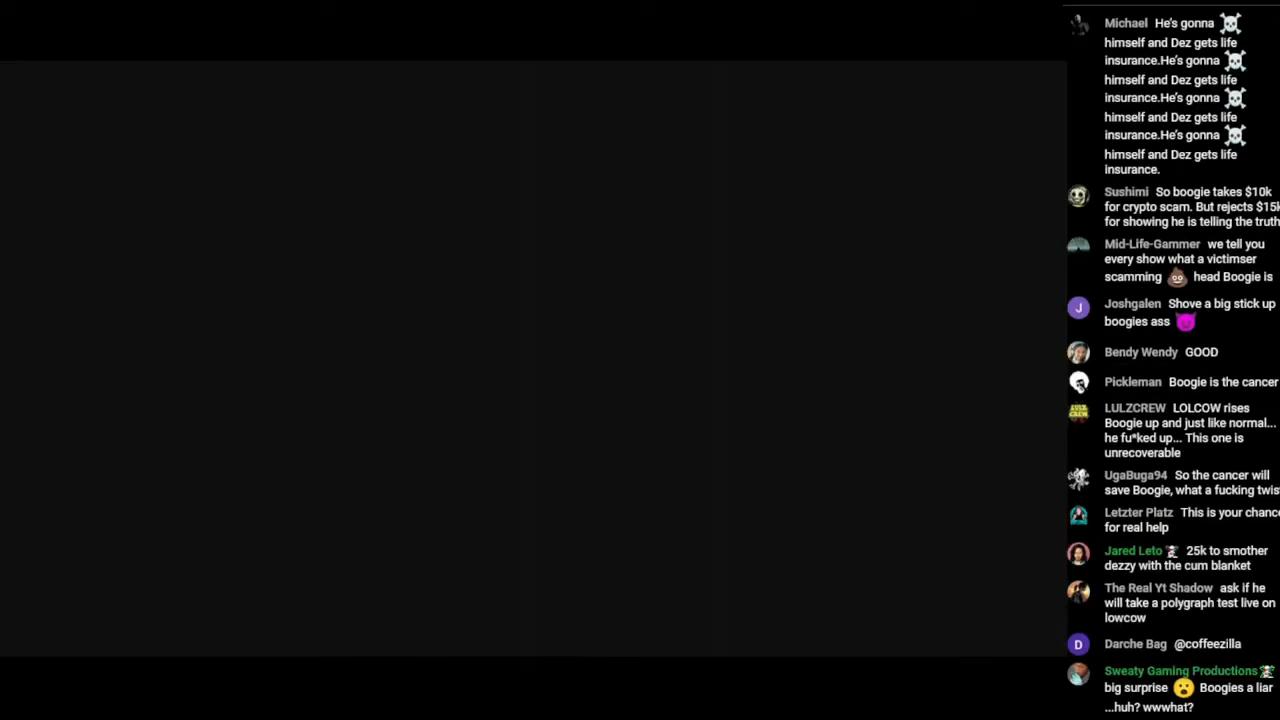 Michael He's gonna ☠️
himself and Dez gets life
insurance.He's gonna ☠️
himself and Dez gets life
insurance.He's gonna ☠️
himself and Dez gets life
insurance.He's gonna ☠️
himself and Dez gets life
insurance.
Sushimi So boogie takes $10k
for crypto scam. But rejects $15k
for showing he is telling the truth
Mid-Life-Gammer we tell you
every show what a victimser
scamming 💩 head Boogie is
J Joshgalen Shove a big stick up
boogies ass 😈
Bendy Wendy GOOD
Pickleman Boogie is the cancer
LULZCREW LOLCOW rises
Boogie up and just like normal...
he fu*ked up... This one is
unrecoverable
UgaBuga94 So the cancer will
save Boogie, what a fucking twis
Letzter Platz This is your chance
for real help
Jared Leto 25k to smother
dezzy with the cum blanket
The Real Yt Shadow ask if he
will take a polygraph test live on
lowcow
D Darche Bag @coffeezilla
Sweaty Gaming Productions
big surprise 😮 Boogies a liar
...huh? wwwhat?